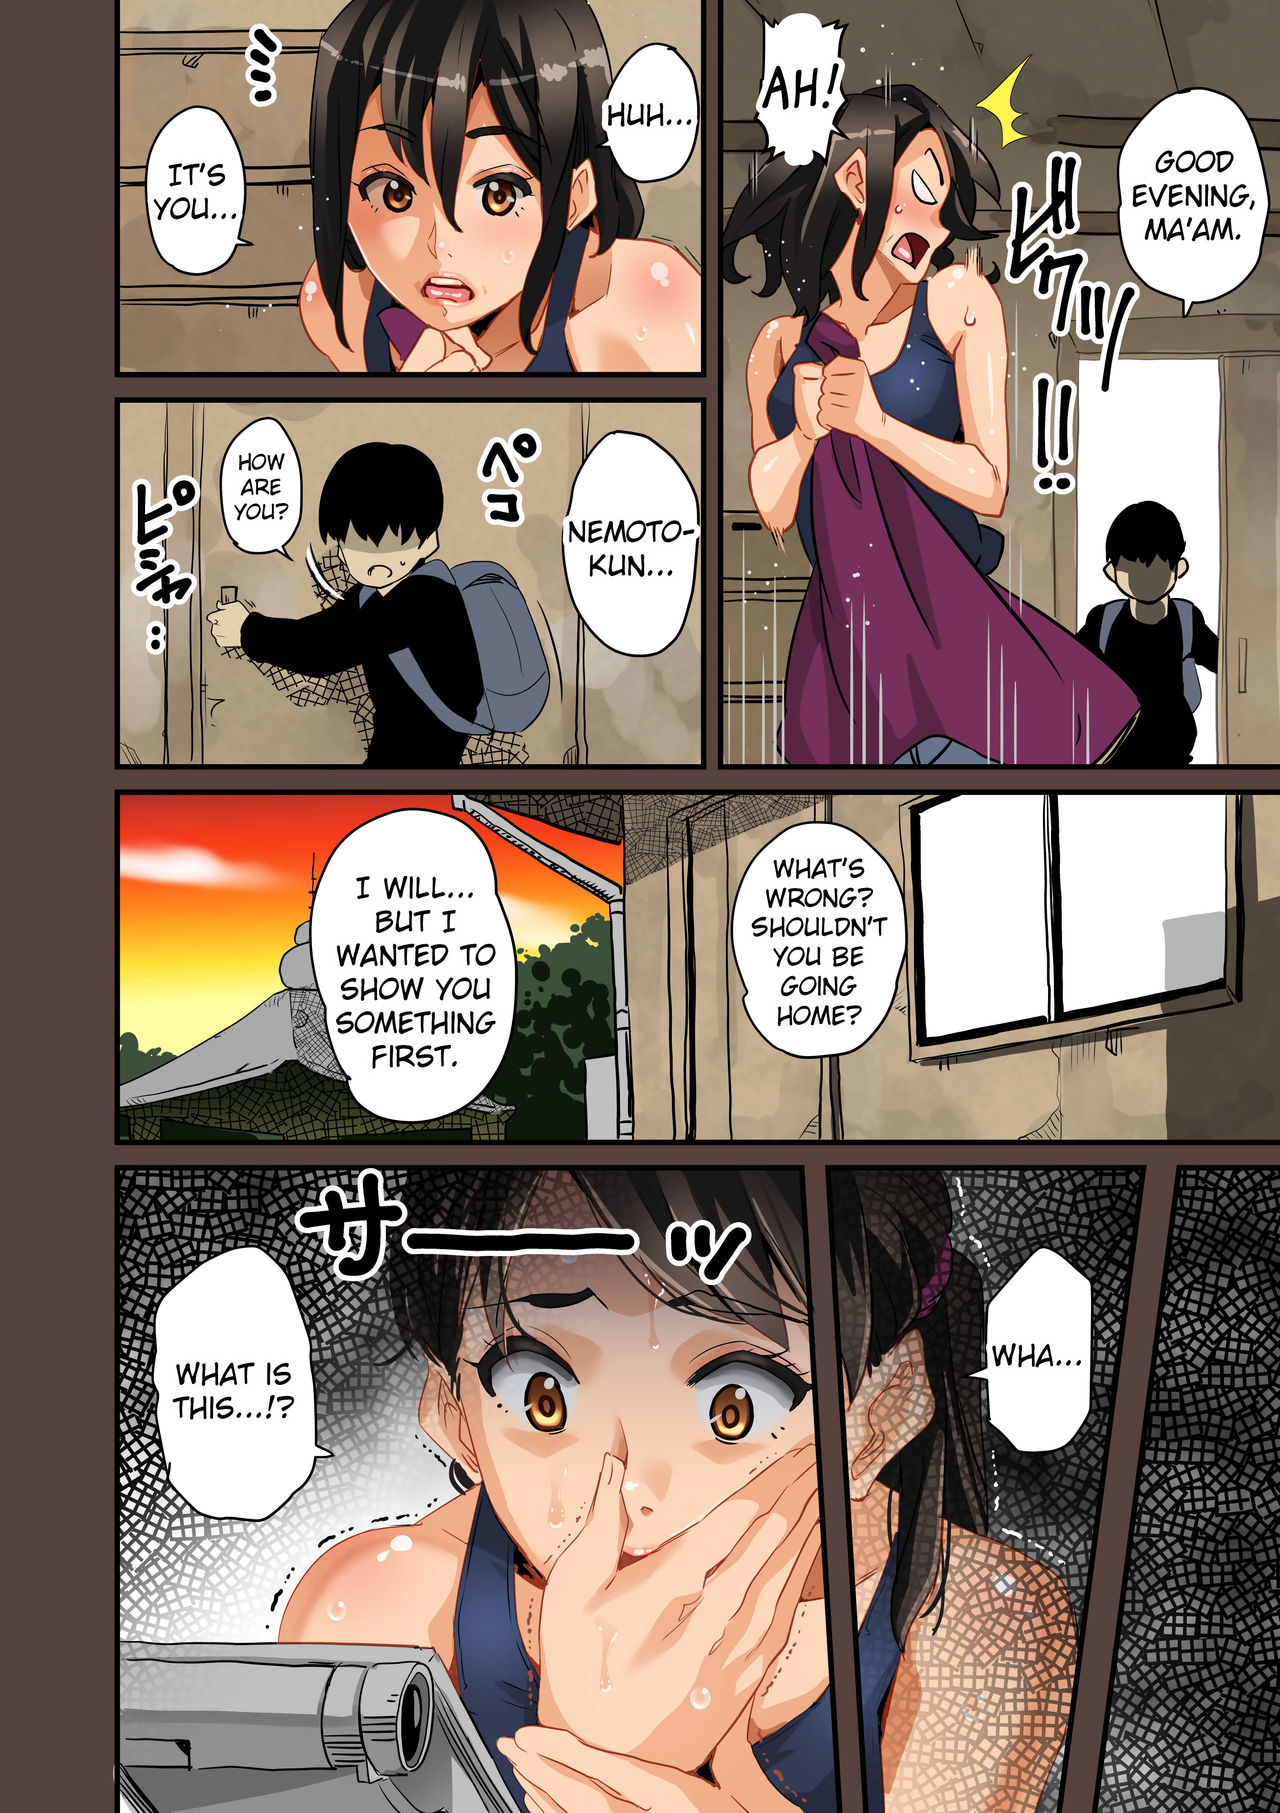 GOOD
EVENING,
MA'AM.
AH!
ビクッ
!!
HUH...
IT'S
YOU...
NEMOTO-
KUN...
HOW
ARE
YOU?
ペコ
ピシャ
WHAT'S
WRONG?
SHOULDN'T
YOU BE
GOING
HOME?
I WILL...
BUT I
WANTED TO
SHOW YOU
SOMETHING
FIRST.
WHA...
サーーッ
WHAT IS
THIS...!?